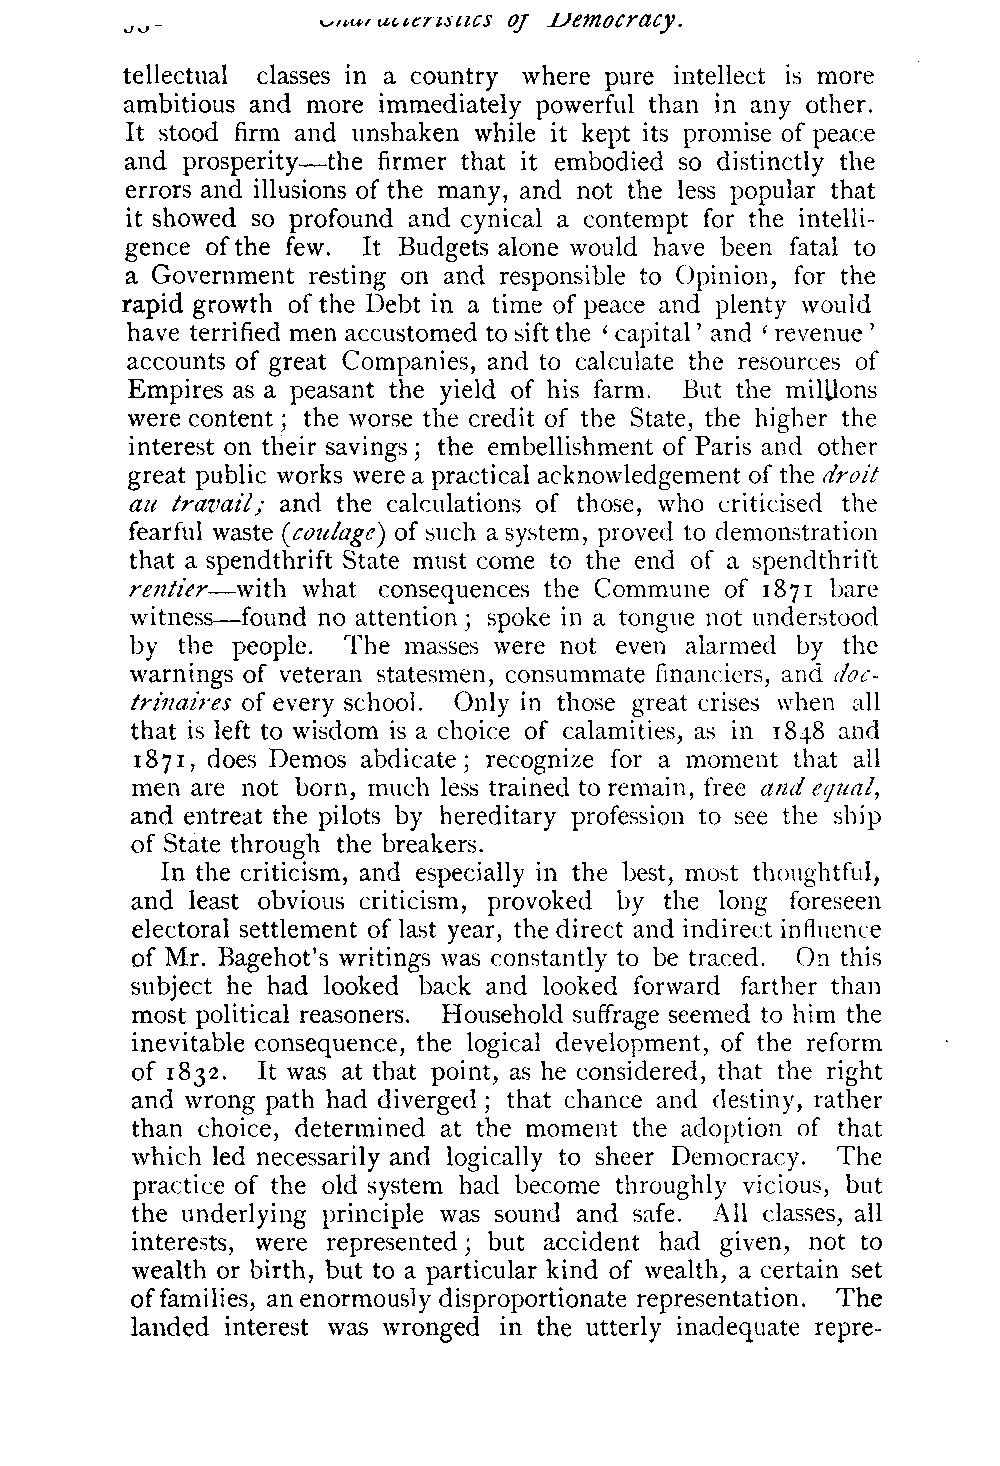 Characteristics of Democracy.
tellectual classes in a country where pure intellect is more
ambitious and more immediately powerful than in any other.
It stood firm and unshaken while it kept its promise of peace
and prosperity—the firmer that it embodied so distinctly the
errors and illusions of the many, and not the less popular that
it showed so profound and cynical a contempt for the intelli-
gence of the few. It Budgets alone would have been fatal to
a Government resting on and responsible to Opinion, for the
rapid growth of the Debt in a time of peace and plenty would
have terrified men accustomed to sift the ‘capital’ and ‘revenue’
accounts of great Companies, and to calculate the resources of
Empires as a peasant the yield of his farm. But the millions
were content; the worse the credit of the State, the higher the
interest on their savings; the embellishment of Paris and other
great public works were a practical acknowledgement of the droit
au travail; and the calculations of those, who criticised the
fearful waste (coulage) of such a system, proved to demonstration
that a spendthrift State must come to the end of a spendthrift
rentier—with what consequences the Commune of 1871 bare
witness—found no attention; spoke in a tongue not understood
by the people. The masses were not even alarmed by the
warnings of veteran statesmen, consummate financiers, and doc-
trinaires of every school. Only in those great crises when all
that is left to wisdom is a choice of calamities, as in 1848 and
1871, does Demos abdicate; recognize for a moment that all
men are not born, much less trained to remain, free and equal,
and entreat the pilots by hereditary profession to see the ship
of State through the breakers.
In the criticism, and especially in the best, most thoughtful,
and least obvious criticism, provoked by the long foreseen
electoral settlement of last year, the direct and indirect influence
of Mr. Bagehot's writings was constantly to be traced. On this
subject he had looked back and looked forward farther than
most political reasoners. Household suffrage seemed to him the
inevitable consequence, the logical development, of the reform
of 1832. It was at that point, as he considered, that the right
and wrong path had diverged; that chance and destiny, rather
than choice, determined at the moment the adoption of that
which led necessarily and logically to sheer Democracy. The
practice of the old system had become throughly vicious, but
the underlying principle was sound and safe. All classes, all
interests, were represented; but accident had given, not to
wealth or birth, but to a particular kind of wealth, a certain set
of families, an enormously disproportionate representation. The
landed interest was wronged in the utterly inadequate repre-